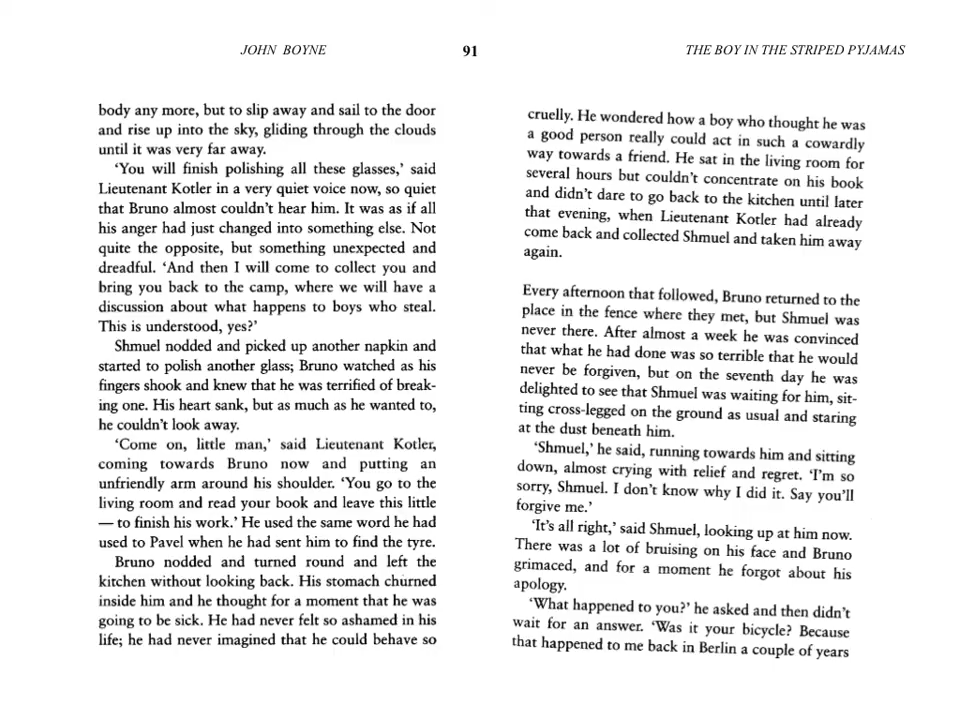 JOHN BOYNE
91
THE BOY IN THE STRIPED PYJAMAS
body any more, but to slip away and sail to the door
and rise up into the sky, gliding through the clouds
until it was very far away.
‘You will finish polishing all these glasses,’ said
Lieutenant Kotler in a very quiet voice now, so quiet
that Bruno almost couldn’t hear him. It was as if all
his anger had just changed into something else. Not
quite the opposite, but something unexpected and
dreadful. ‘And then I will come to collect you and
bring you back to the camp, where we will have a
discussion about what happens to boys who steal.
This is understood, yes?’
Shmuel nodded and picked up another napkin and
started to polish another glass; Bruno watched as his
fingers shook and knew that he was terrified of break-
ing one. His heart sank, but as much as he wanted to,
he couldn’t look away.
‘Come on, little man,’ said Lieutenant Kotler,
coming towards Bruno now and putting an
unfriendly arm around his shoulder. ‘You go to the
living room and read your book and leave this little
— to finish his work.’ He used the same word he had
used to Pavel when he had sent him to find the tyre.
Bruno nodded and turned round and left the
kitchen without looking back. His stomach churned
inside him and he thought for a moment that he was
going to be sick. He had never felt so ashamed in his
life; he had never imagined that he could behave so
cruelly. He wondered how a boy who thought he was
a good person really could act in such a cowardly
way towards a friend. He sat in the living room for
several hours but couldn’t concentrate on his book
and didn’t dare to go back to the kitchen until later
that evening, when Lieutenant Kotler had already
come back and collected Shmuel and taken him away
again.
Every afternoon that followed, Bruno returned to the
place in the fence where they met, but Shmuel was
never there. After almost a week he was convinced
that what he had done was so terrible that he would
never be forgiven, but on the seventh day he was
delighted to see that Shmuel was waiting for him, sit-
ting cross-legged on the ground as usual and staring
at the dust beneath him.
‘Shmuel,’ he said, running towards him and sitting
down, almost crying with relief and regret. ‘I’m so
sorry, Shmuel. I don’t know why I did it. Say you’ll
forgive me.’
‘It’s all right,’ said Shmuel, looking up at him now.
There was a lot of bruising on his face and Bruno
grimaced, and for a moment he forgot about his
apology.
‘What happened to you?’ he asked and then didn’t
wait for an answer. ‘Was it your bicycle? Because
that happened to me back in Berlin a couple of years